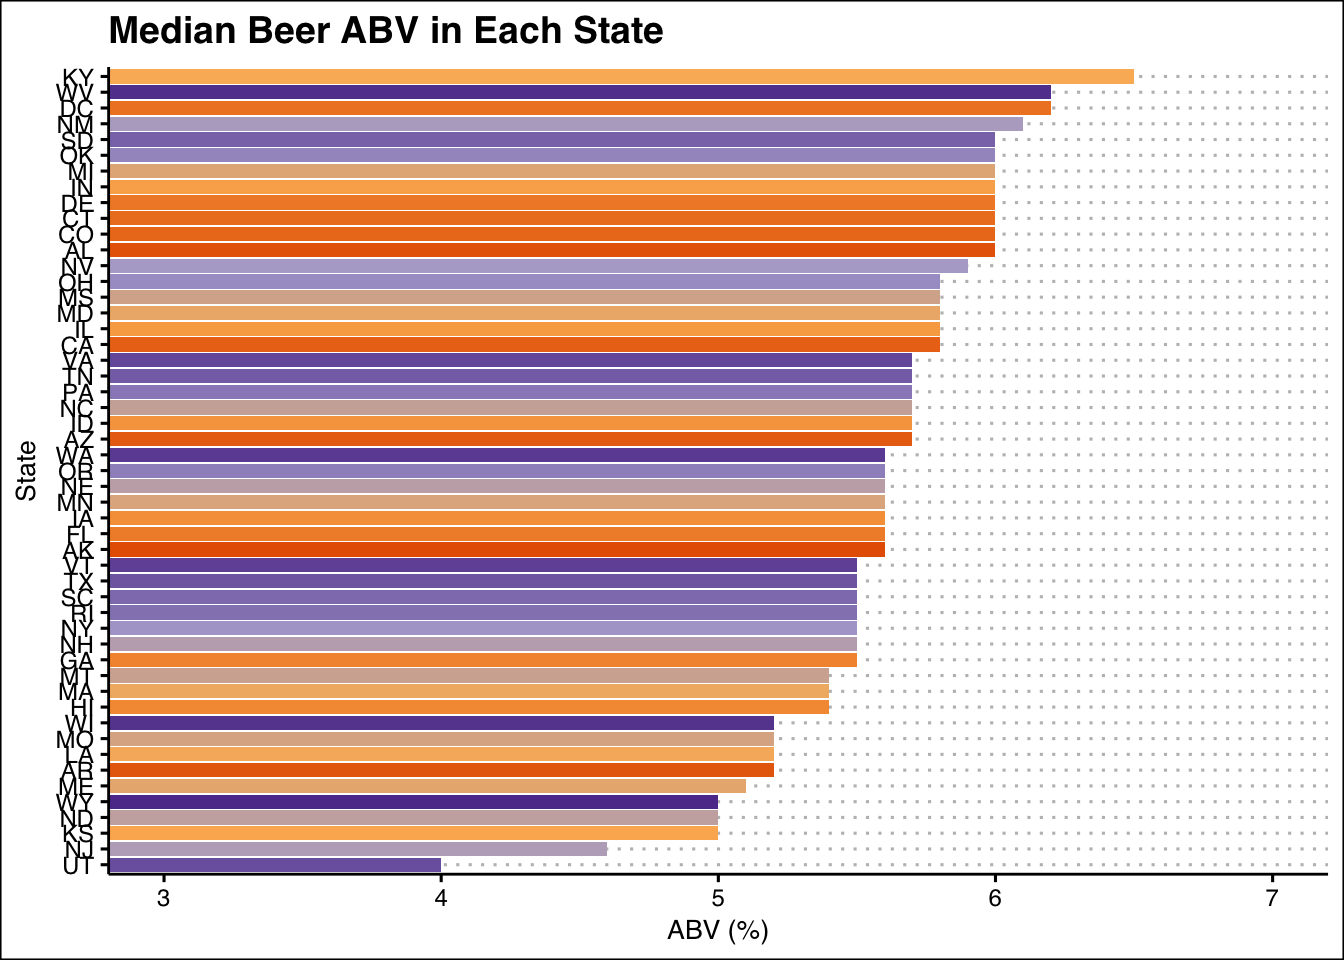 Median Beer ABV in Each State
KY
WV
DC
NM
SD
OK
MI
IN
DE
CT
CO
AL
NV
OH
MS
MD
IL
CA
VA
TN
PA
NC
ID
AZ
WA
OR
NE
MN
IA
FL
AK
VT
TX
SC
RI
NY
NH
GA
MT
MA
HI
WI
MO
LA
AR
ME
WY
ND
KS
NJ
UT
State
3 4 5 6 7
ABV (%)